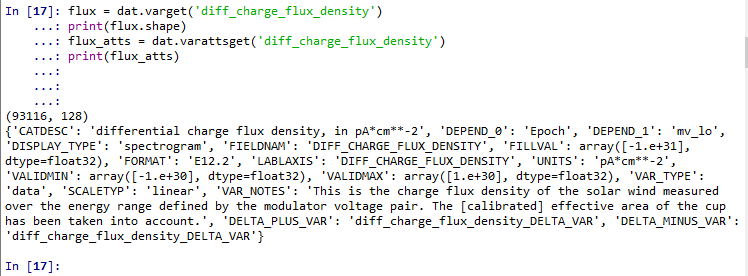 In [17]: flux = dat.varget('diff_charge_flux_density')
    ...: print(flux.shape)
    ...: flux_atts = dat.varattsget('diff_charge_flux_density')
    ...: print(flux_atts)
    ...:
    ...:
    ...:
(93116, 128)
{'CATDESC': 'differential charge flux density, in pA*cm**-2', 'DEPEND_0': 'Epoch', 'DEPEND_1': 'mv_lo',
'DISPLAY_TYPE': 'spectrogram', 'FIELDNAM': 'DIFF_CHARGE_FLUX_DENSITY', 'FILLVAL': array([-1.e+31],
dtype=float32), 'FORMAT': 'E12.2', 'LABLAXIS': 'DIFF_CHARGE_FLUX_DENSITY', 'UNITS': 'pA*cm**-2',
'VALIDMIN': array([-1.e+30], dtype=float32), 'VALIDMAX': array([1.e+30], dtype=float32), 'VAR_TYPE':
'data', 'SCALETYP': 'linear', 'VAR_NOTES': 'This is the charge flux density of the solar wind measured
over the energy range defined by the modulator voltage pair. The [calibrated] effective area of the cup
has been taken into account.', 'DELTA_PLUS_VAR': 'diff_charge_flux_density_DELTA_VAR', 'DELTA_MINUS_VAR':
'diff_charge_flux_density_DELTA_VAR'}
In [17]: